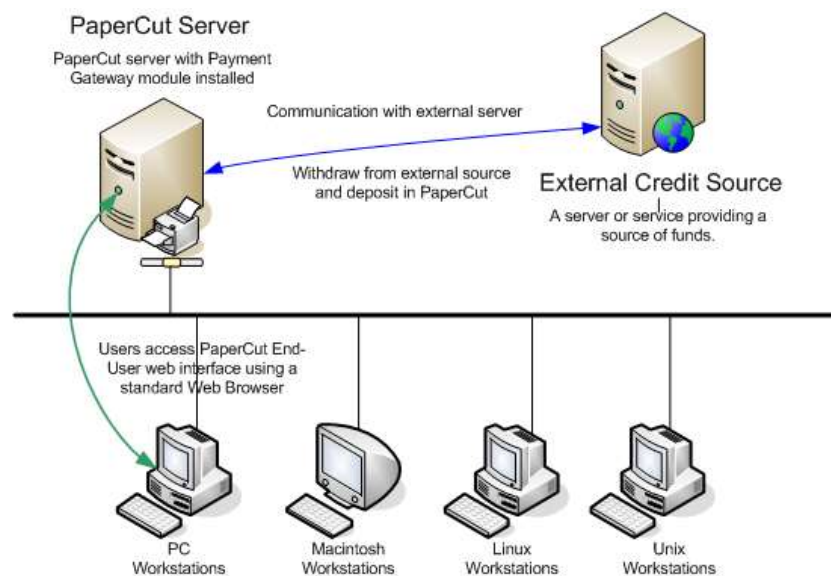 PaperCut Server
PaperCut server with Payment
Gateway module installed
Communication with external server
Withdraw from external source
and deposit in PaperCut
External Credit Source
A server or service providing a
source of funds.
Users access PaperCut End-
User web interface using a
standard Web Browser
PC
Workstations
Macintosh
Workstations
Linux
Workstations
Unix
Workstations